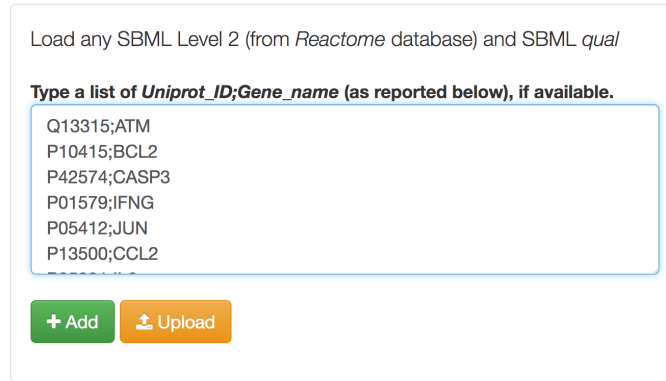 Load any SBML Level 2 (from Reactome database) and SBML qual
Type a list of Uniprot_ID;Gene_name (as reported below), if available.
Q13315;ATM
P10415;BCL2
P42574;CASP3
P01579;IFNG
P05412;JUN
P13500;CCL2
+ Add
Upload